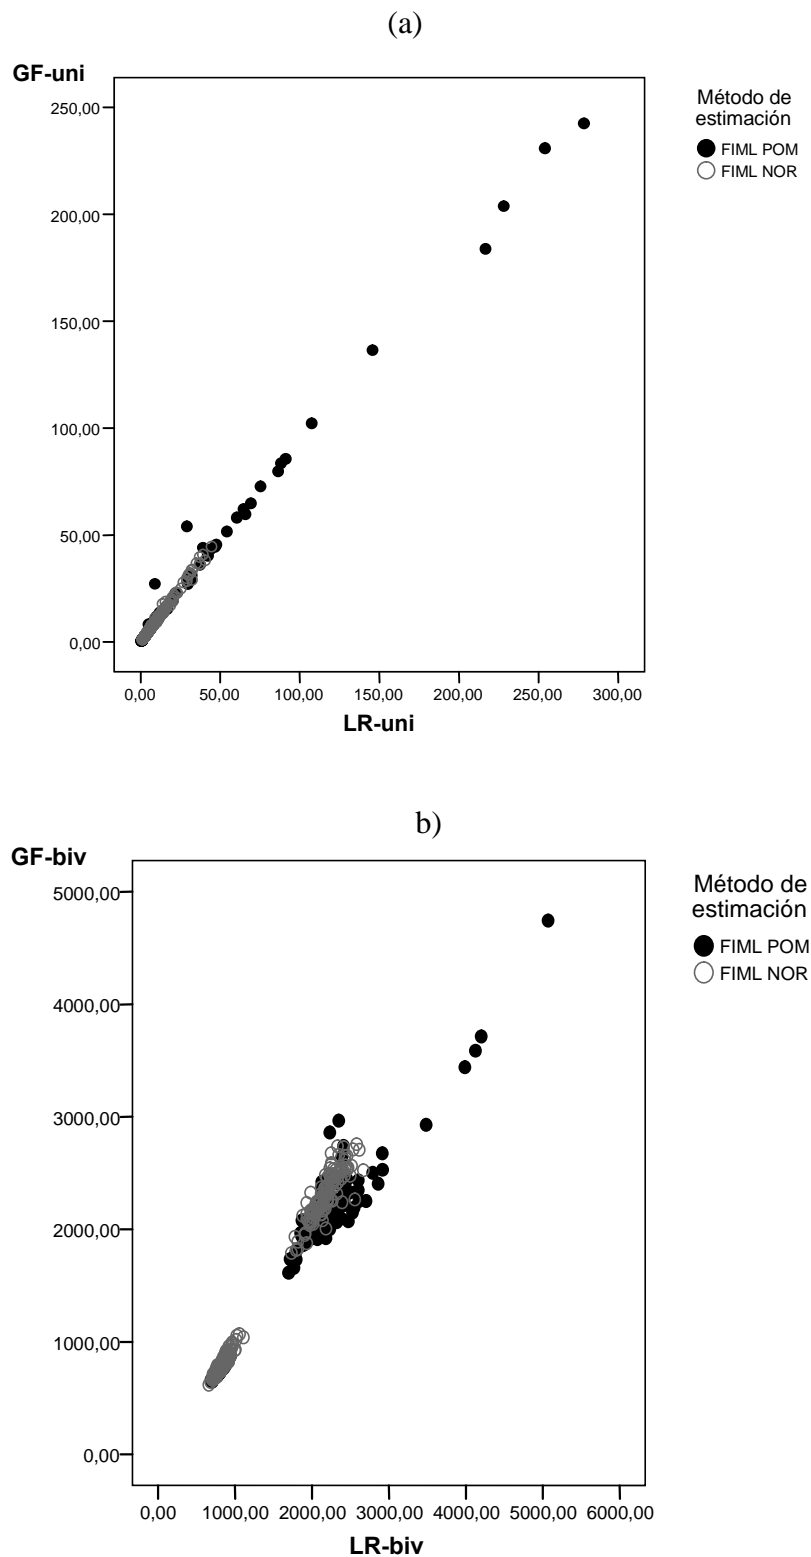 (a)
GF-uni
Método de
estimación
FIML POM
FIML NOR
250,00
200,00
150,00
100,00
50,00
0,00
0,00 50,00 100,00 150,00 200,00 250,00 300,00
LR-uni
b)
GF-biv
Método de
estimación
FIML POM
FIML NOR
5000,00
4000,00
3000,00
2000,00
1000,00
0,00
0,00 1000,00 2000,00 3000,00 4000,00 5000,00 6000,00
LR-biv